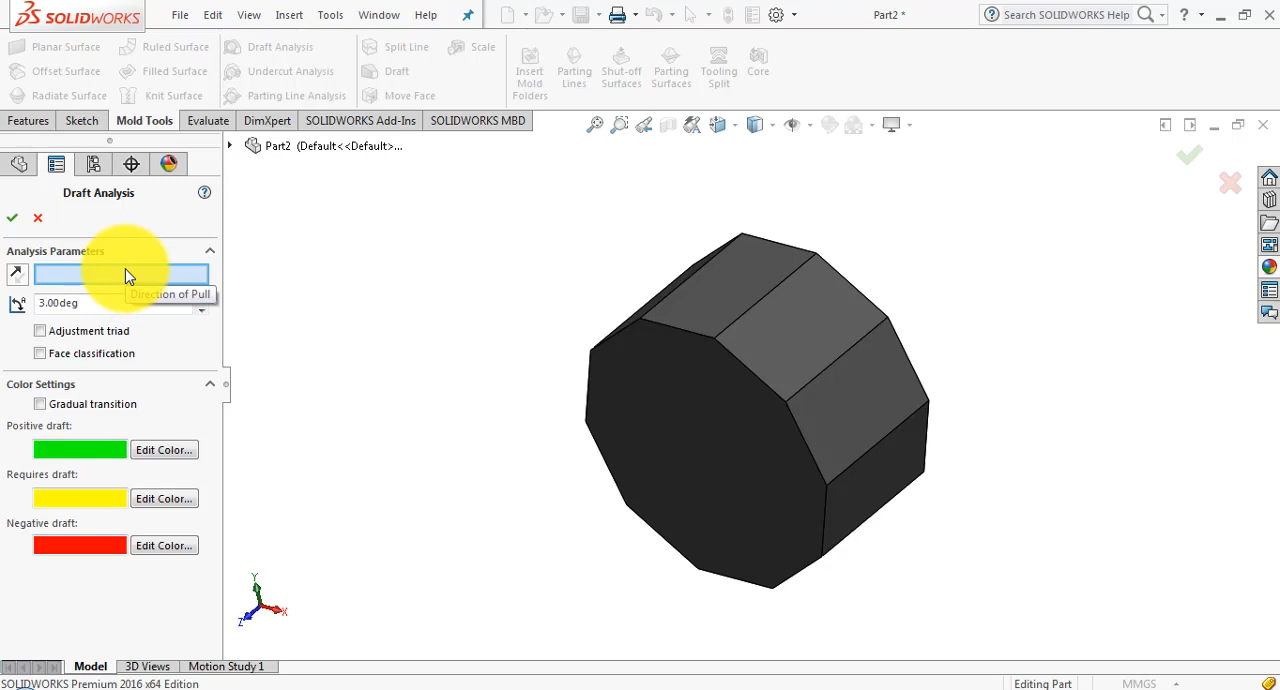 SOLIDWORKS File Edit View Insert Tools Window Help Part2 * Search SOLIDWORKS Help ?
Planar Surface Ruled Surface Draft Analysis Split Line Scale
Offset Surface Filled Surface Undercut Analysis Draft
Radiate Surface Knit Surface Parting Line Analysis Move Face
Insert Mold Folders Parting Lines Shut-off Surfaces Parting Surfaces Tooling Split Core
Features Sketch Mold Tools Evaluate DimXpert SOLIDWORKS Add-Ins SOLIDWORKS MBD
Part2 (Default<<Default>...
Draft Analysis ?
Analysis Parameters
Direction of Pull
3.00deg
Adjustment triad
Face classification
Color Settings
Gradual transition
Positive draft:
Edit Color...
Requires draft:
Edit Color...
Negative draft:
Edit Color...
Y
X
Z
Model 3D Views Motion Study 1
SOLIDWORKS Premium 2016 x64 Edition Editing Part MMGS